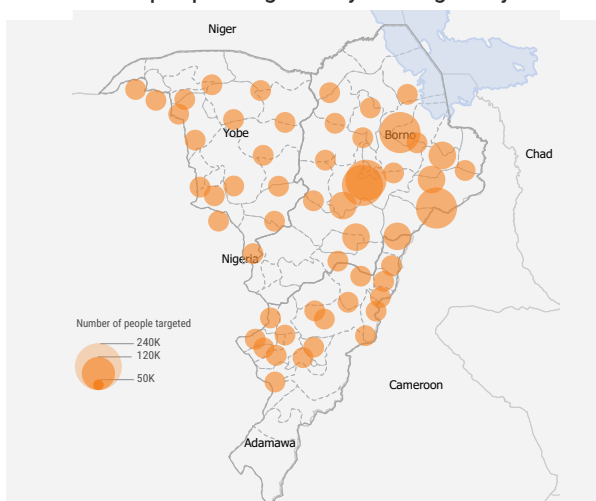 Niger
Yobe
Borno
Chad
Nigeria
Number of people targeted
240K
120K
50K
Cameroon
Adamawa